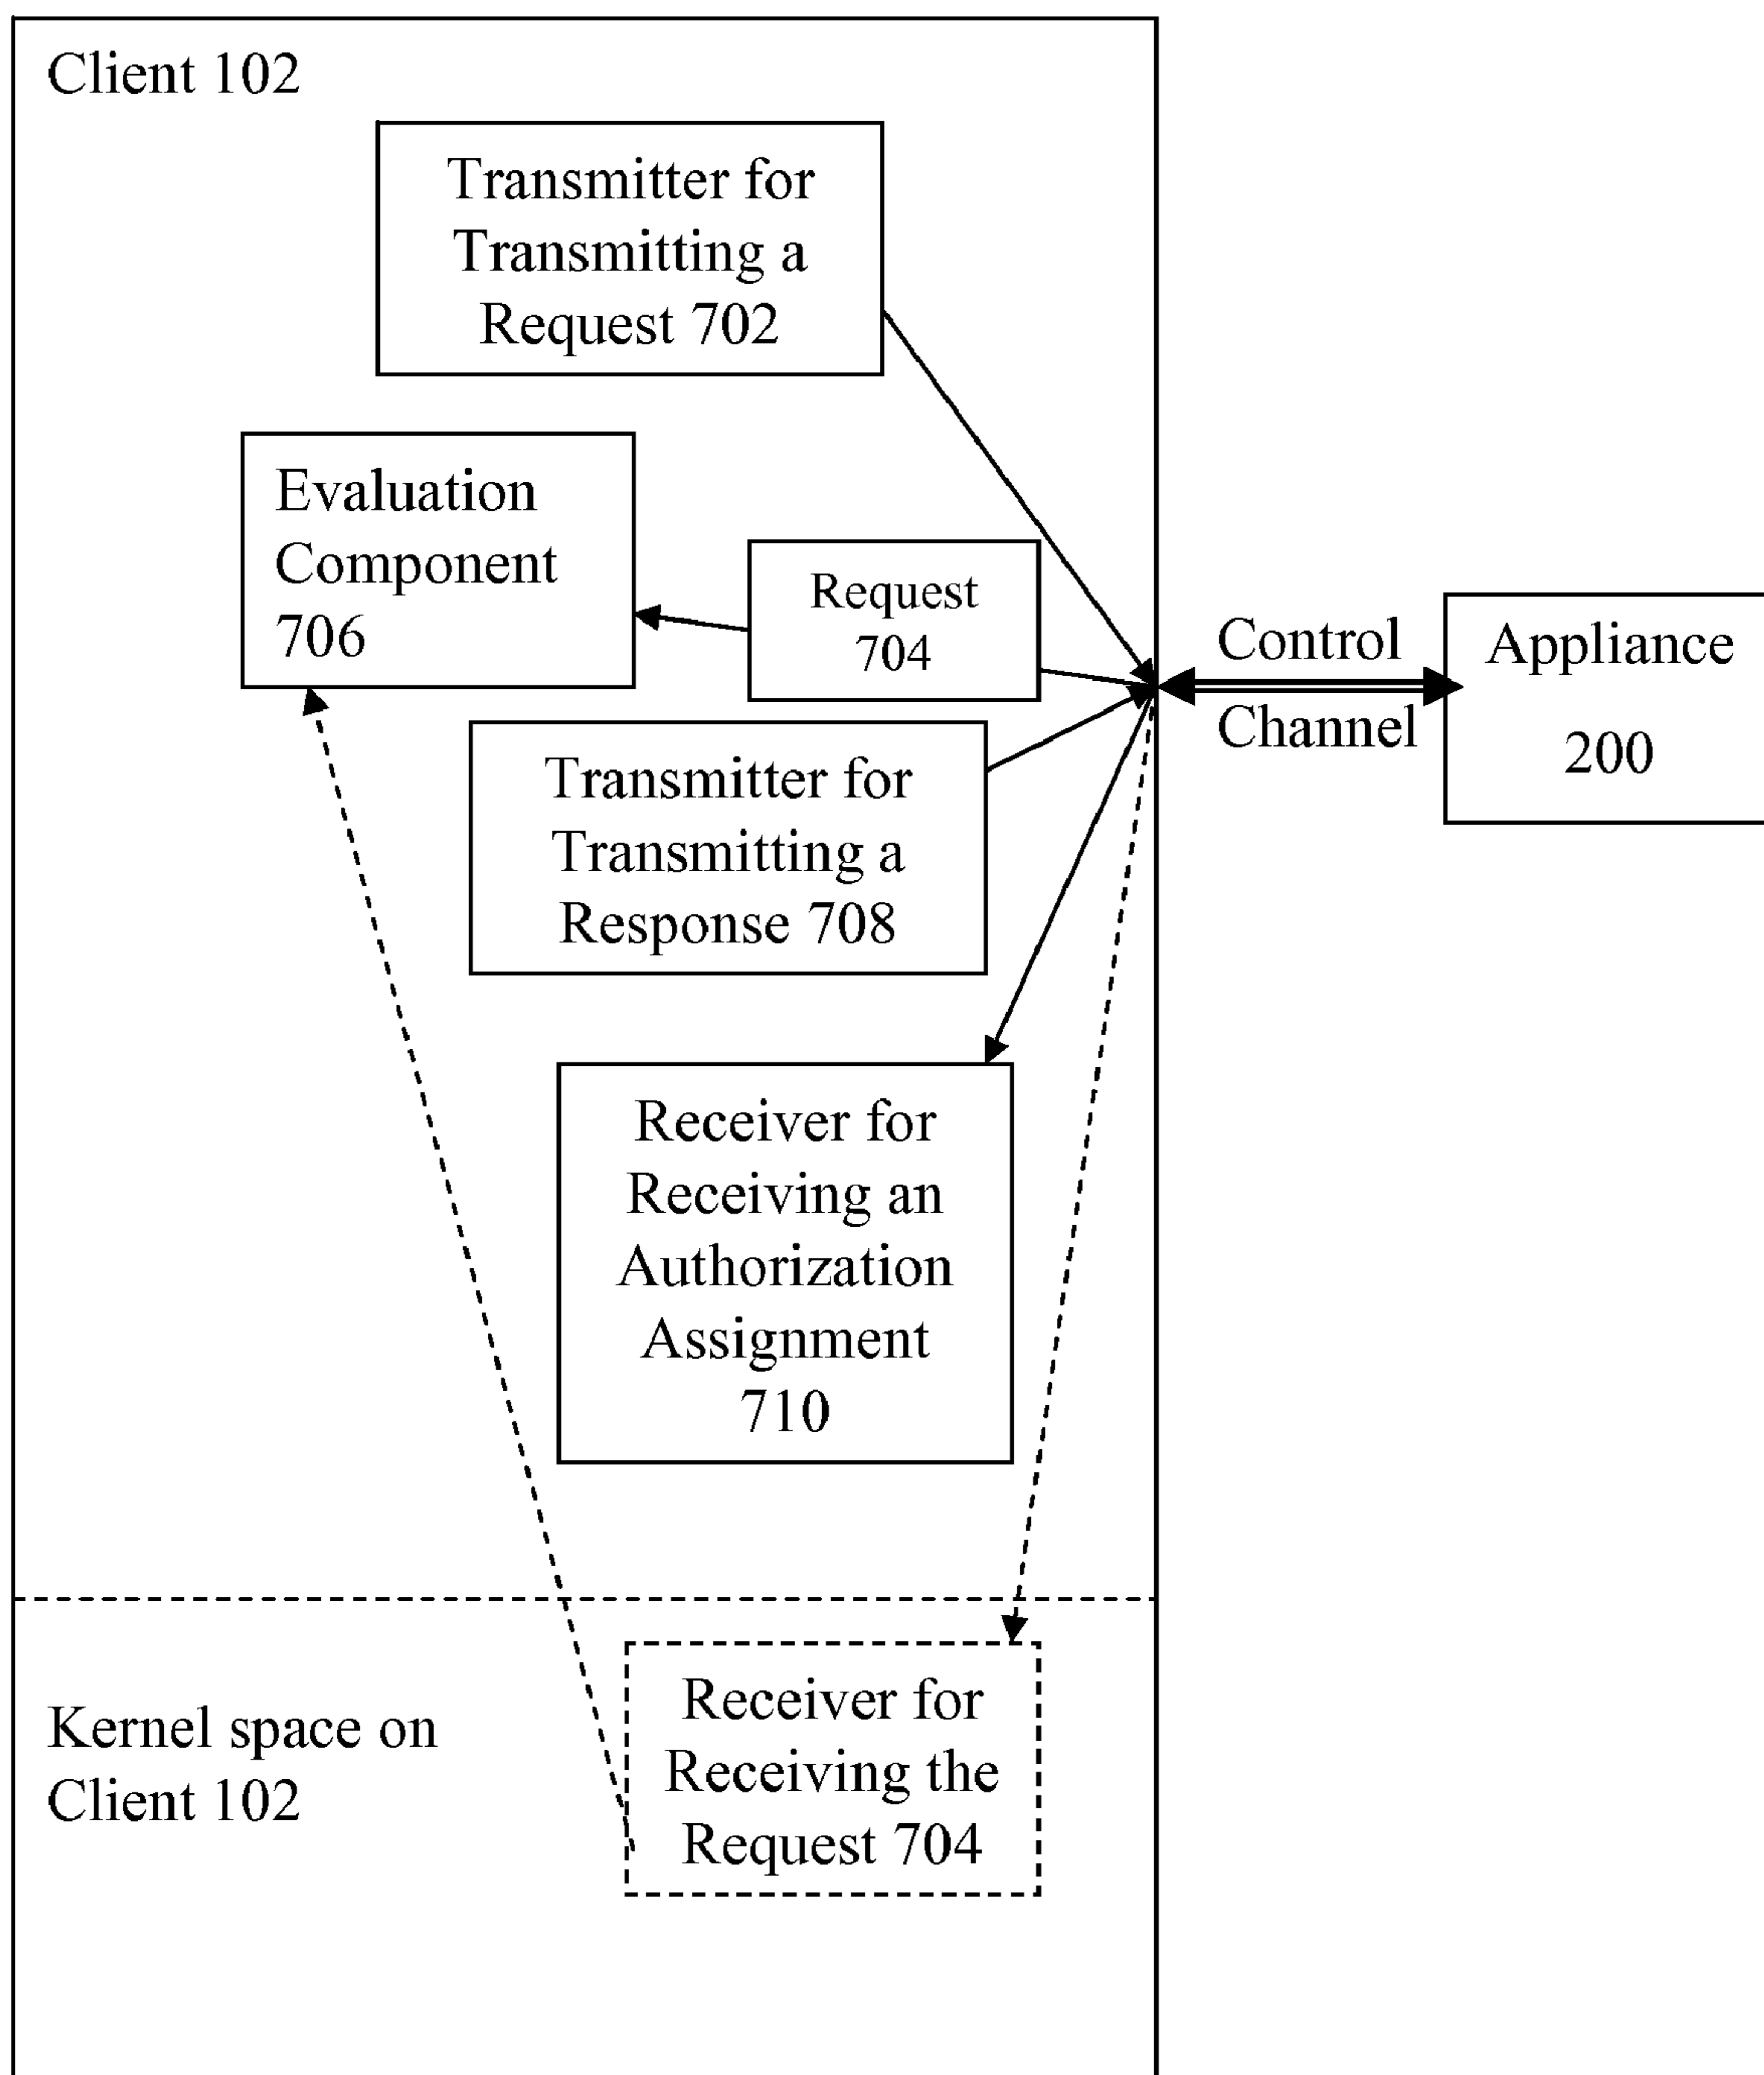 Client 102
Transmitter for
Transmitting a
Request 702
Evaluation
Component
706
Request
704
Control
Channel
Appliance
200
Transmitter for
Transmitting a
Response 708
Receiver for
Receiving an
Authorization
Assignment
710
Kernel space on
Client 102
Receiver for
Receiving the
Request 704